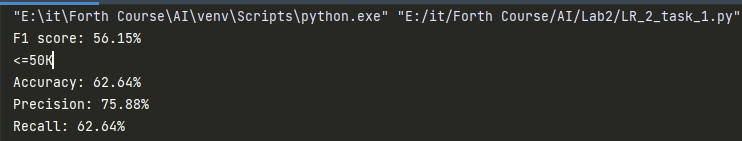 "E:\it\Forth Course\AI\venv\Scripts\python.exe" "E:/it/Forth Course/AI/Lab2/LR_2_task_1.py"
F1 score: 56.15%
<=50K
Accuracy: 62.64%
Precision: 75.88%
Recall: 62.64%